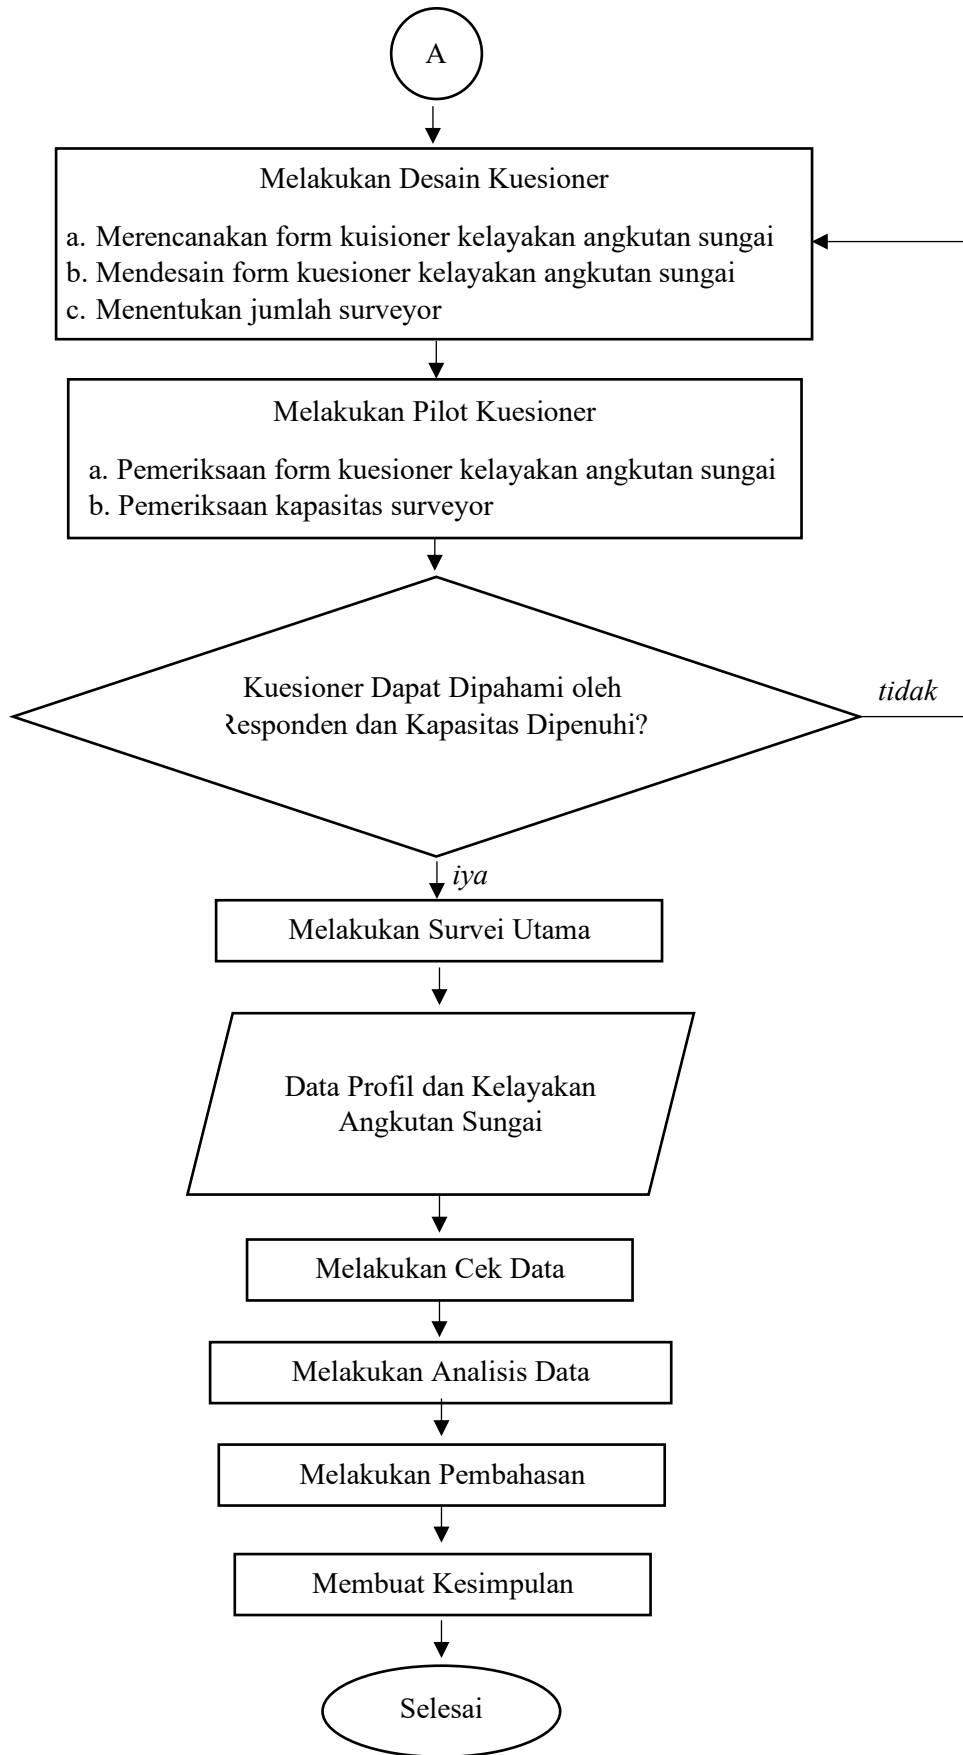 A
Melakukan Desain Kuesioner
a. Merencanakan form kuisioner kelayakan angkutan sungai
b. Mendesain form kuesioner kelayakan angkutan sungai
c. Menentukan jumlah surveyor
Melakukan Pilot Kuesioner
a. Pemeriksaan form kuesioner kelayakan angkutan sungai
b. Pemeriksaan kapasitas surveyor
Kuesioner Dapat Dipahami oleh
Responden dan Kapasitas Dipenuhi?
tidak
iya
Melakukan Survei Utama
Data Profil dan Kelayakan
Angkutan Sungai
Melakukan Cek Data
Melakukan Analisis Data
Melakukan Pembahasan
Membuat Kesimpulan
Selesai